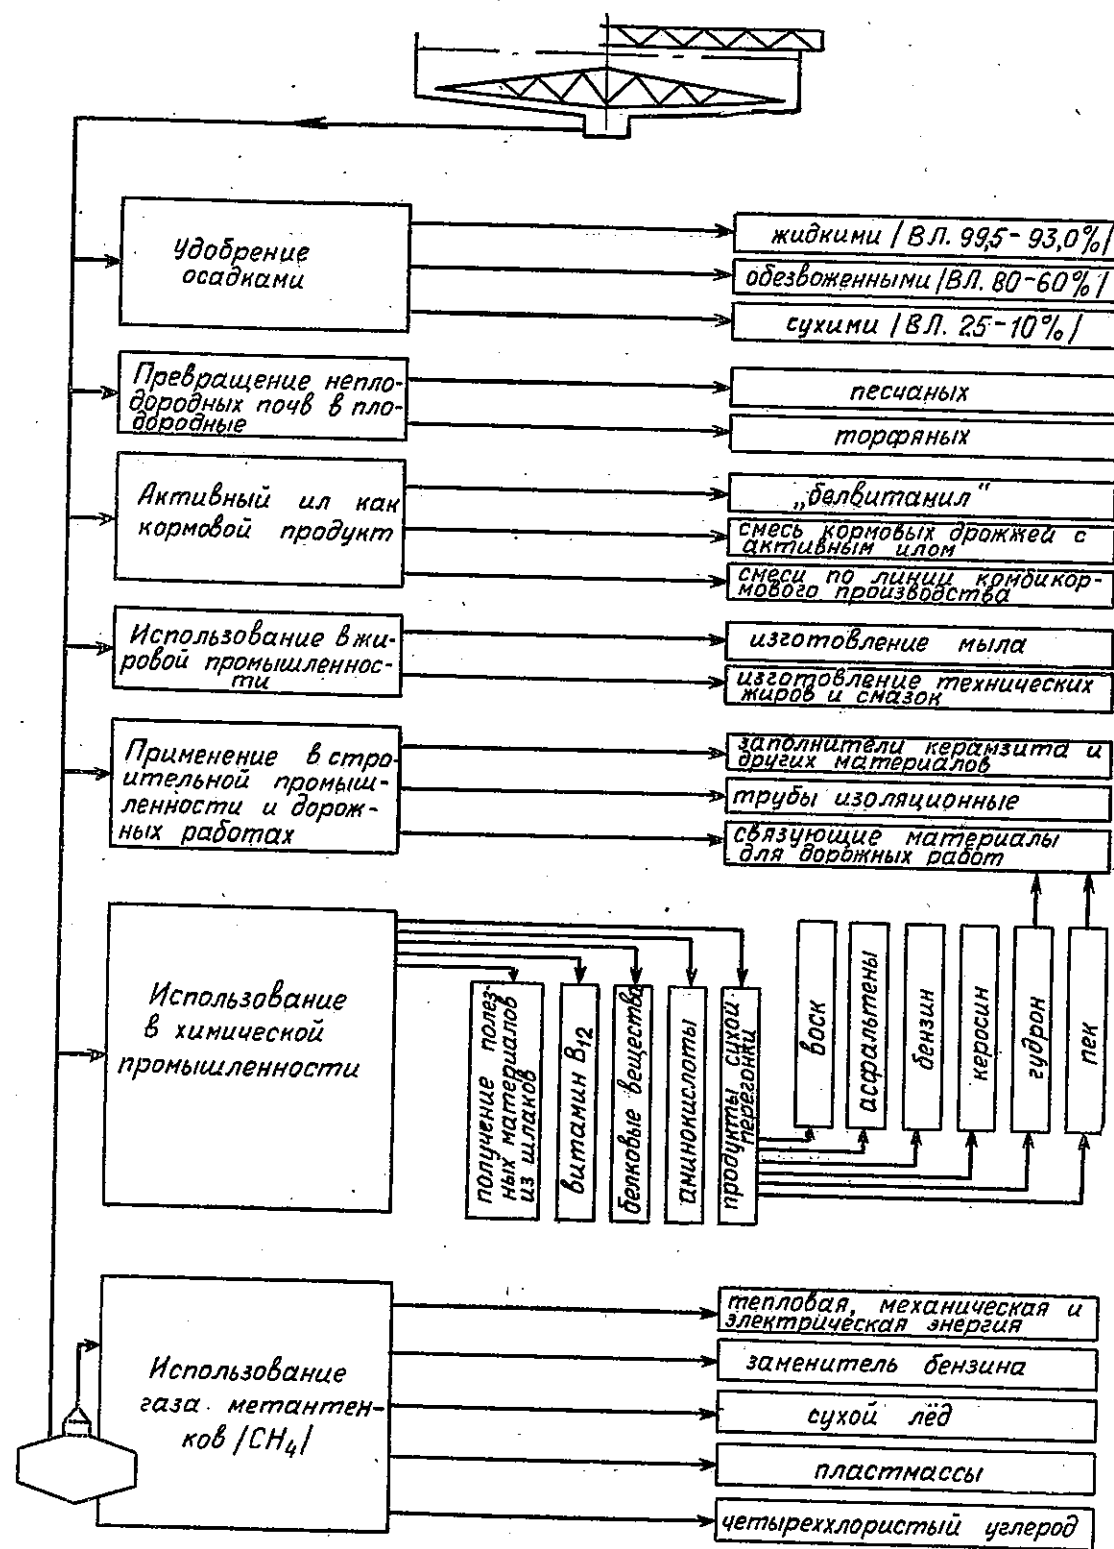 Удобрение
осадками
жидкими /ВЛ. 99,5-93,0%/
обезвоженными /ВЛ. 80-60%/
сухими /ВЛ. 25-10%/
Превращение непло-
дородных почв в пло-
дородные
песчаных
торфяных
Активный ил как
кормовой продукт
„белвитанил"
смесь кормовых дрожжей с
активным илом
смеси по линии комбикор-
мового производства
Использование в жи-
ровой промышленнос-
ти
изготовление мыла
изготовление технических
жиров и смазок
Применение в стро-
ительной промыш-
ленности и дорож-
ных работах
заполнители керамзита и
других материалов
трубы изоляционные
связующие материалы
для дорожных работ
Использование
в химической
промышленности
получение полез-
ных материалов
из шлаков
витамин B12
белковые вещества
аминокислоты
продукты сухой
перегонки
воск
асфальтены
бензин
керосин
гудрон
пек
Использование
газа метантен-
ков /CH4/
тепловая, механическая и
электрическая энергия
заменитель бензина
сухой лёд
пластмассы
четыреххлористый углерод